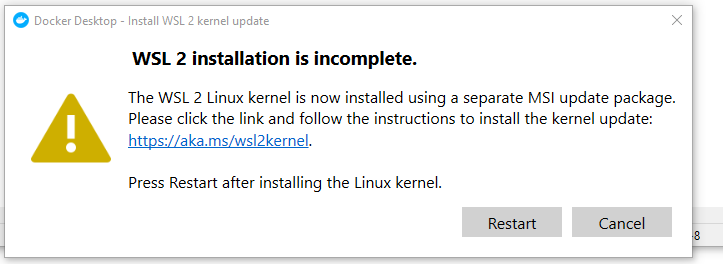 Docker Desktop - Install WSL 2 kernel update
WSL 2 installation is incomplete.
The WSL 2 Linux kernel is now installed using a separate MSI update package.
Please click the link and follow the instructions to install the kernel update:
https://aka.ms/wsl2kernel.
Press Restart after installing the Linux kernel.
Restart
Cancel
-8